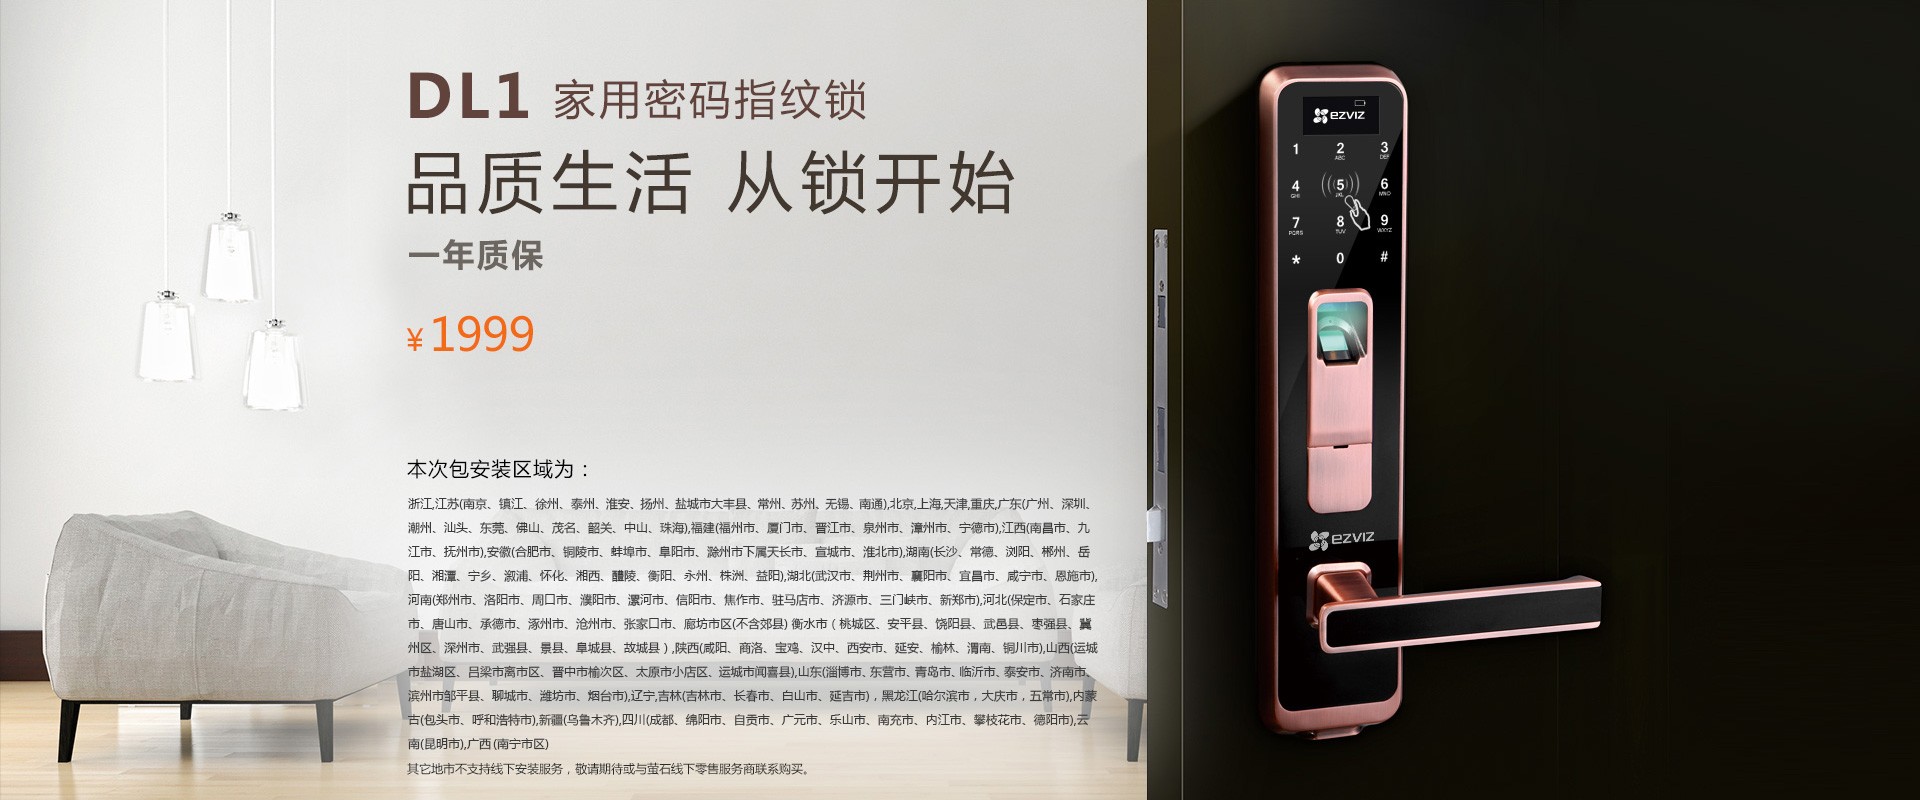 DL1 家用密码指纹锁
品质生活 从锁开始
一年质保
¥1999
本次包安装区域为：
浙江,江苏(南京、镇江、徐州、泰州、淮安、扬州、盐城市大丰县、常州、苏州、无锡、南通),北京,上海,天津,重庆,广东(广州、深圳、
潮州、汕头、东莞、佛山、茂名、韶关、中山、珠海),福建(福州市、厦门市、晋江市、泉州市、漳州市、宁德市),江西(南昌市、九
江市、抚州市),安徽(合肥市、铜陵市、蚌埠市、阜阳市、滁州市下属天长市、宣城市、淮北市),湖南(长沙、常德、浏阳、郴州、岳
阳、湘潭、宁乡、溆浦、怀化、湘西、醴陵、衡阳、永州、株洲、益阳),湖北(武汉市、荆州市、襄阳市、宜昌市、咸宁市、恩施市),
河南(郑州市、洛阳市、周口市、濮阳市、漯河市、信阳市、焦作市、驻马店市、济源市、三门峡市、新郑市),河北(保定市、石家庄
市、唐山市、承德市、涿州市、沧州市、张家口市、廊坊市区(不含郊县) 衡水市（桃城区、安平县、饶阳县、武邑县、枣强县、冀
州区、深州市、武强县、景县、阜城县、故城县）,陕西(咸阳、商洛、宝鸡、汉中、西安市、延安、榆林、渭南、铜川市),山西(运城
市盐湖区、吕梁市离市区、晋中市榆次区、太原市小店区、运城市闻喜县),山东(淄博市、东营市、青岛市、临沂市、泰安市、济南市、
滨州市邹平县、聊城市、潍坊市、烟台市),辽宁,吉林(吉林市、长春市、白山市、延吉市)，黑龙江(哈尔滨市，大庆市，五常市),内蒙
古(包头市、呼和浩特市),新疆(乌鲁木齐),四川(成都、绵阳市、自贡市、广元市、乐山市、南充市、内江市、攀枝花市、德阳市),云
南(昆明市),广西(南宁市区)
其它地市不支持线下安装服务，敬请期待或与萤石线下零售服务商联系购买。
ezviz
1 2 ABC 3 DEF
4 GHI 5 JKL 6 MNO
7 PQRS 8 TUV 9 WXYZ
* 0 #
ezviz